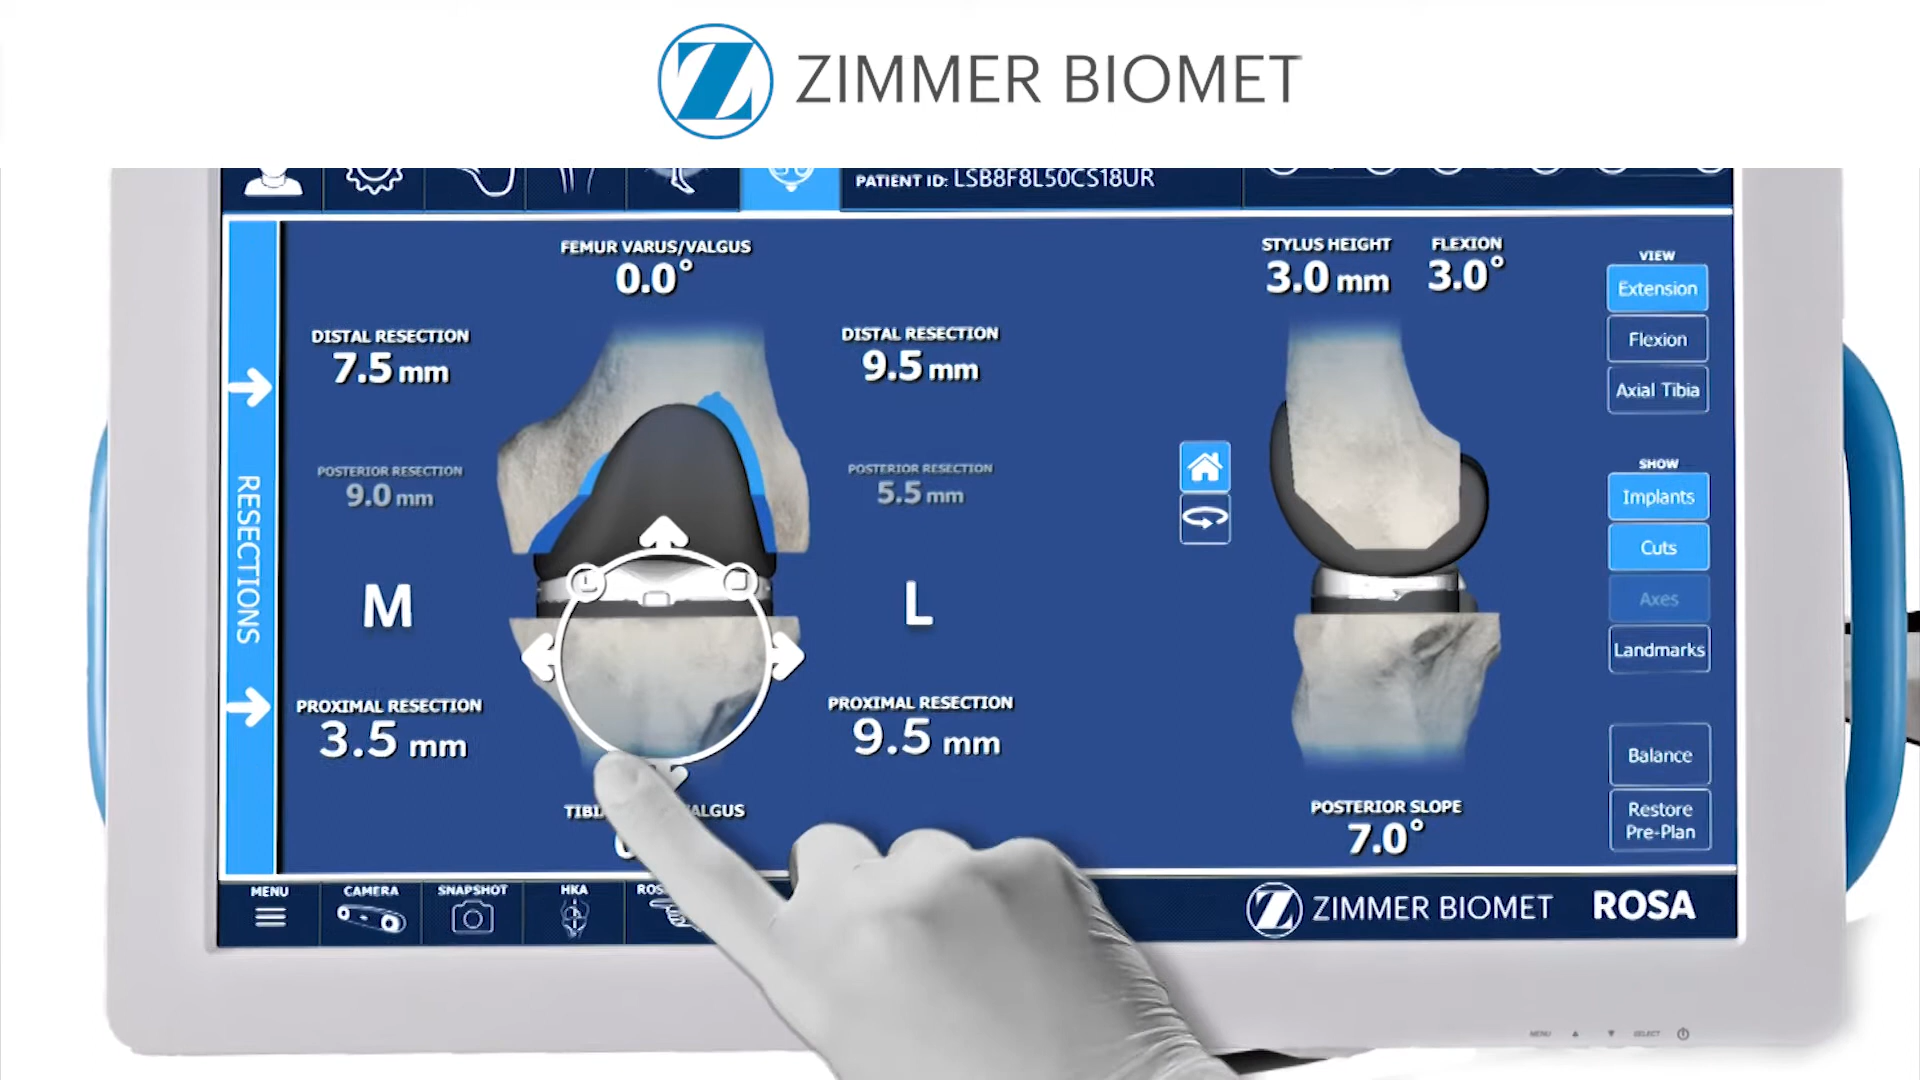 ZIMMER BIOMET
PATIENT ID: LSB8F8L50CS18UR
FEMUR VARUS/VALGUS
0.0°
STYLUS HEIGHT
3.0 mm
FLEXION
3.0°
VIEW
Extension
Flexion
Axial Tibia
DISTAL RESECTION
7.5 mm
DISTAL RESECTION
9.5 mm
POSTERIOR RESECTION
9.0 mm
POSTERIOR RESECTION
5.5 mm
RESECTIONS
M
L
SHOW
Implants
Cuts
Axes
Landmarks
PROXIMAL RESECTION
3.5 mm
PROXIMAL RESECTION
9.5 mm
POSTERIOR SLOPE
7.0°
Balance
Restore
Pre-Plan
MENU
CAMERA
SNAPSHOT
HKA
ZIMMER BIOMET
ROSA
MENU
SELECT